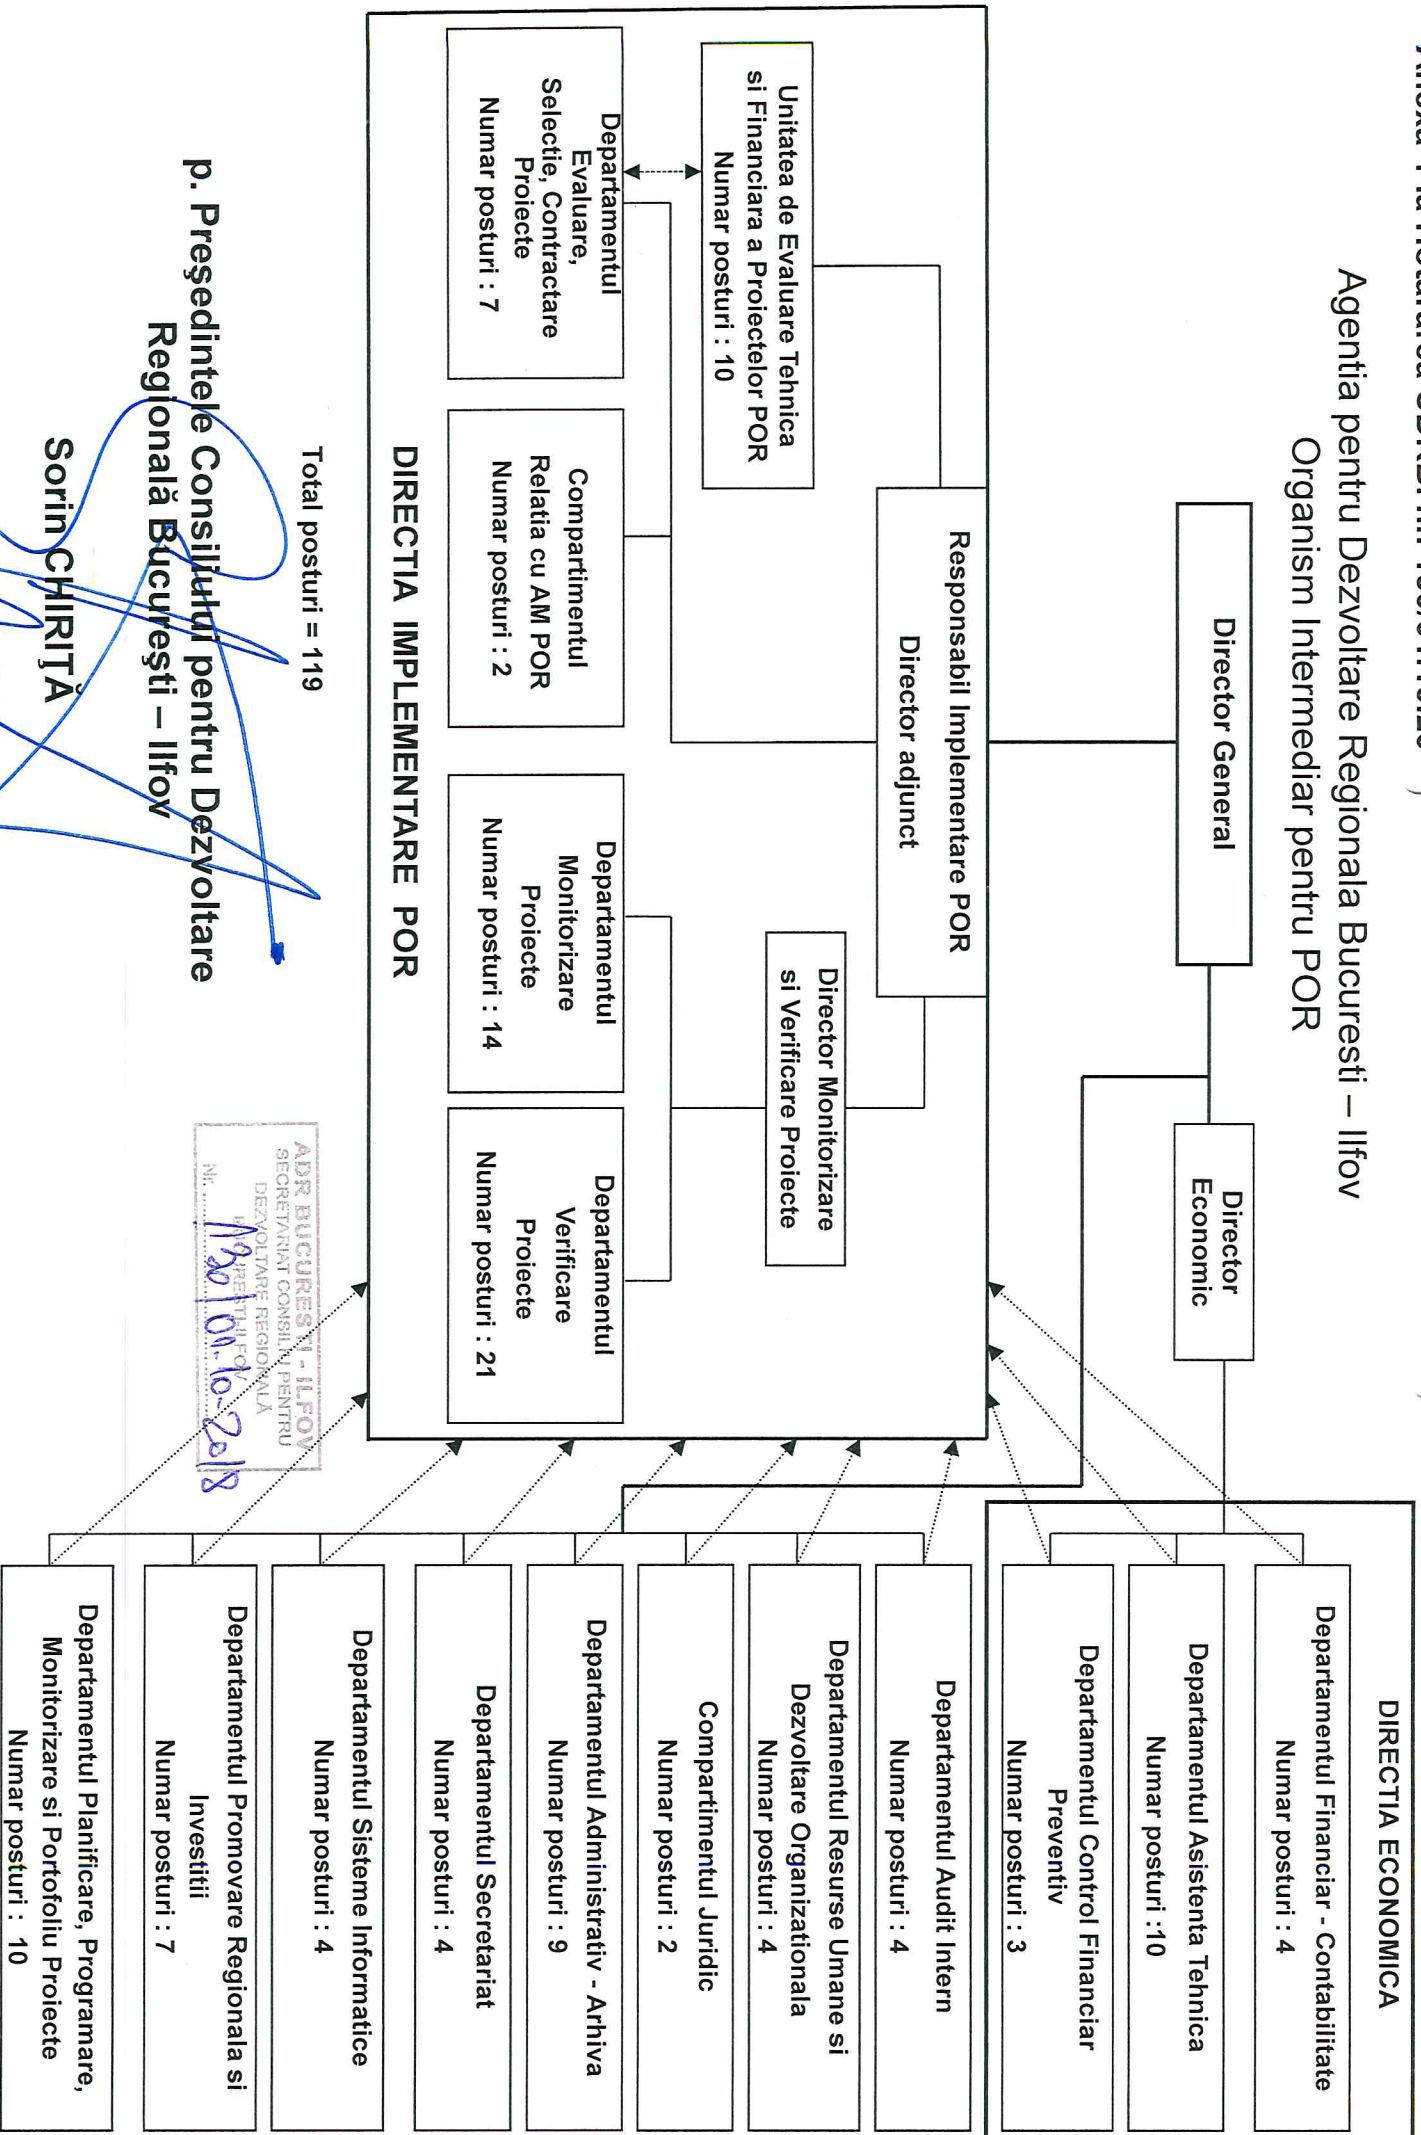 Agentia pentru Dezvoltare Regionala Bucuresti – Ilfov
Organism Intermediar pentru POR
Director General
Director
Economic
DIRECTIA ECONOMICA
Departamentul Financiar - Contabilitate
Numar posturi : 4
Departamentul Asistenta Tehnica
Numar posturi :10
Departamentul Control Financiar
Preventiv
Numar posturi : 3
Responsabil Implementare POR
Director adjunct
Unitatea de Evaluare Tehnica
si Financiara a Proiectelor POR
Numar posturi : 10
Director Monitorizare
si Verificare Proiecte
Departamentul
Evaluare,
Selectie, Contractare
Proiecte
Numar posturi : 7
Compartimentul
Relatia cu AM POR
Numar posturi : 2
Departamentul
Monitorizare
Proiecte
Numar posturi : 14
Departamentul
Verificare
Proiecte
Numar posturi : 21
DIRECTIA IMPLEMENTARE POR
Departamentul Audit Intern
Numar posturi : 4
Departamentul Resurse Umane si
Dezvoltare Organizationala
Numar posturi : 4
Compartimentul Juridic
Numar posturi : 2
Departamentul Administrativ - Arhiva
Numar posturi : 9
Departamentul Secretariat
Numar posturi : 4
Departamentul Sisteme Informatice
Numar posturi : 4
Departamentul Promovare Regionala si
Investitii
Numar posturi : 7
Departamentul Planificare, Programare,
Monitorizare si Portofoliu Proiecte
Numar posturi : 10
Total posturi = 119
p. Preşedintele Consiliului pentru Dezvoltare
Regională Bucureşti – Ilfov
Sorin CHIRIŢĂ
ADR BUCURESTI - ILFOV
SECRETARIAT CONSILIU PENTRU
DEZVOLTARE REGIONALĂ
BUCUREŞTI-ILFOV
Nr.